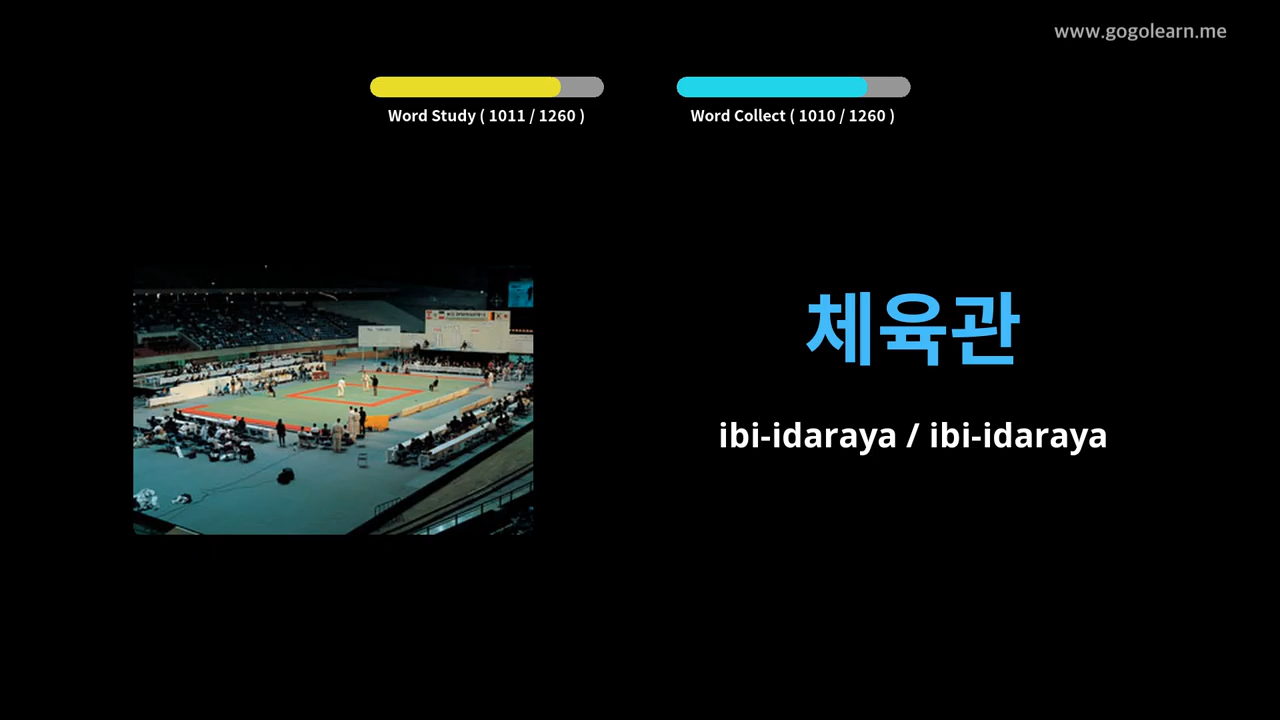 www.gogolearn.me
Word Study ( 1011 / 1260 )
Word Collect ( 1010 / 1260 )
체육관
ibi-idaraya / ibi-idaraya